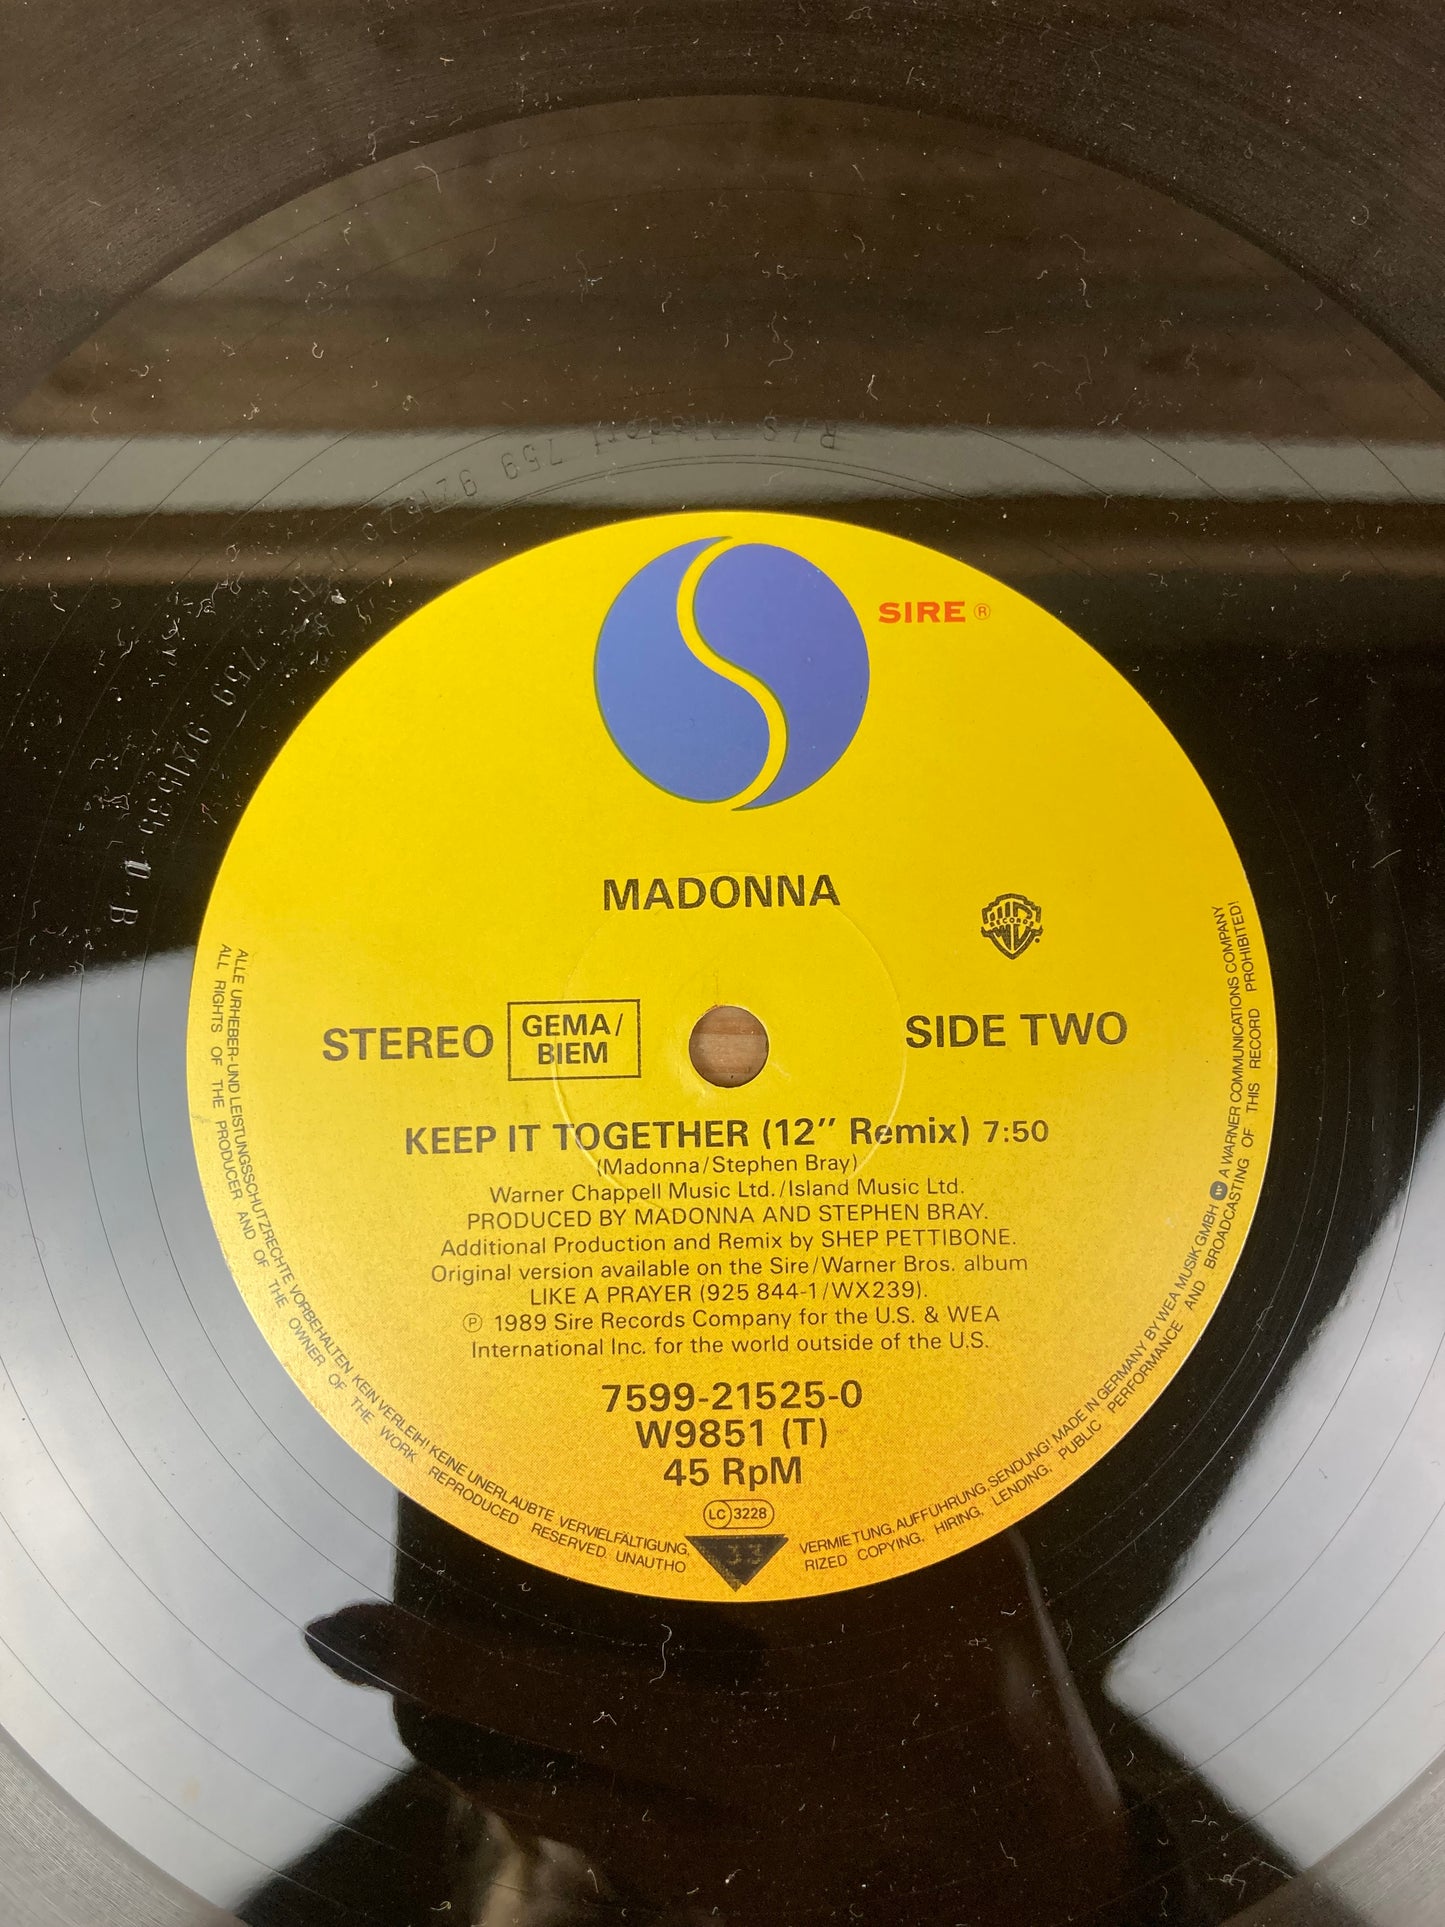 SIRE ®
MADONNA
RECORDS
STEREO
GEMA/
BIEM
SIDE TWO
KEEP IT TOGETHER (12″ Remix) 7:50
(Madonna/Stephen Bray)
Warner Chappell Music Ltd./Island Music Ltd.
PRODUCED BY MADONNA AND STEPHEN BRAY.
Additional Production and Remix by SHEP PETTIBONE.
Original version available on the Sire/Warner Bros. album
LIKE A PRAYER (925 844-1/WX239).
℗ 1989 Sire Records Company for the U.S. & WEA
International Inc. for the world outside of the U.S.
7599-21525-0
W9851 (T)
45 RpM
LC 3228
33
ALLE URHEBER- UND LEISTUNGSSCHUTZRECHTE VORBEHALTEN. KEIN VERLEIH! KEINE UNERLAUBTE VERVIELFÄLTIGUNG, VERMIETUNG, AUFFÜHRUNG, SENDUNG! MADE IN GERMANY BY WEA MUSIK GMBH A WARNER COMMUNICATIONS COMPANY
ALL RIGHTS OF THE PRODUCER AND OF THE OWNER OF THE WORK REPRODUCED RESERVED. UNAUTHORIZED COPYING, HIRING, LENDING, PUBLIC PERFORMANCE AND BROADCASTING OF THIS RECORD PROHIBITED!